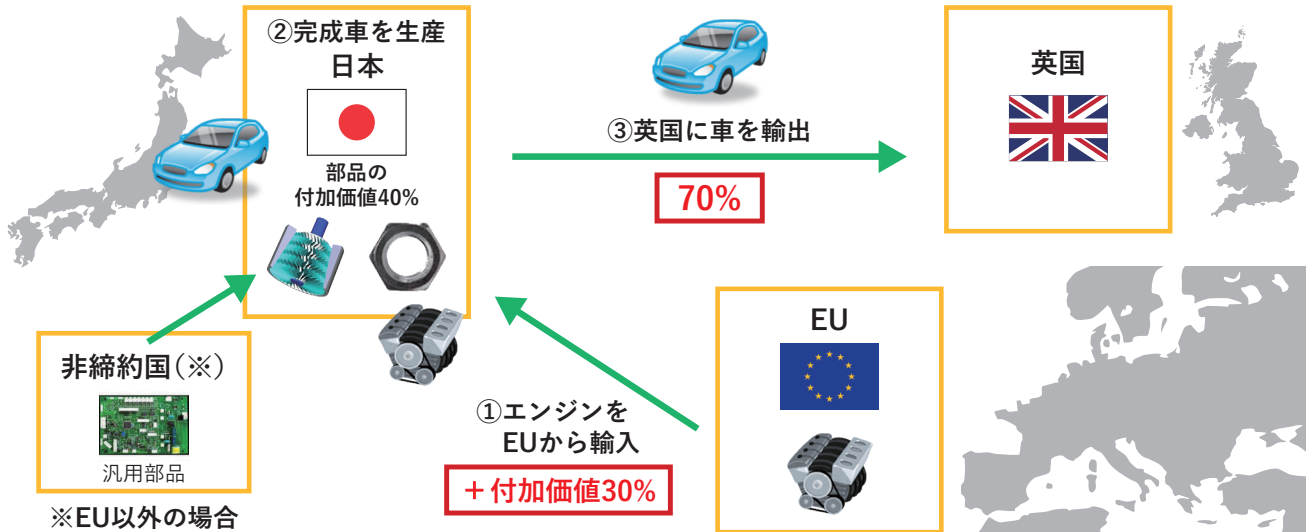 ②完成車を生産
日本
部品の
付加価値40%
③英国に車を輸出
70%
英国
非締約国(※)
汎用部品
※EU以外の場合
①エンジンを
EUから輸入
+付加価値30%
EU